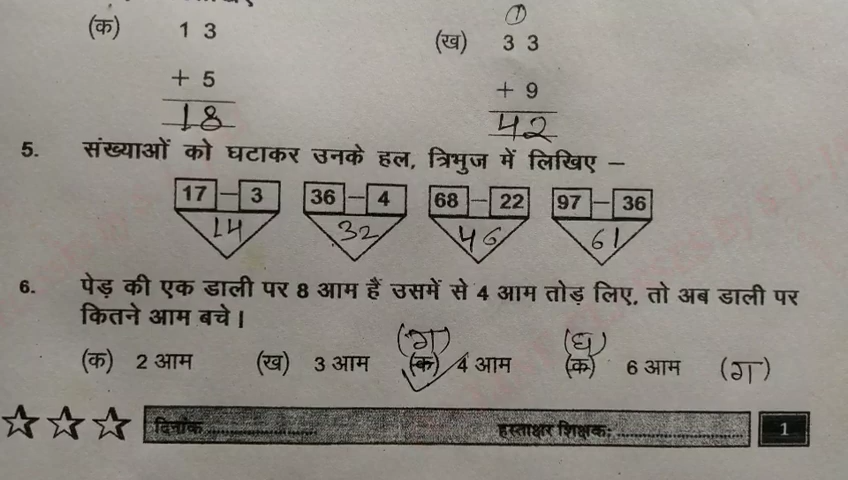 (क) 1 3 (ख) ① 3 3
+ 5 + 9
18 42
5. संख्याओं को घटाकर उनके हल, त्रिभुज में लिखिए –
17 – 3 36 – 4 68 – 22 97 – 36
14 32 46 61
6. पेड़ की एक डाली पर 8 आम हैं उसमें से 4 आम तोड़ लिए, तो अब डाली पर
कितने आम बचे।
(ग) (घ)
(क) 2 आम (ख) 3 आम (क) 4 आम (क) 6 आम (ग)
दिनांक .................... हस्ताक्षर शिक्षक: .................... 1